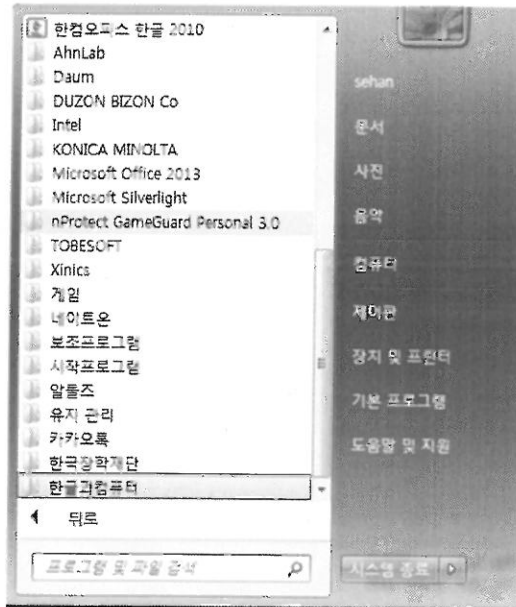 한컴오피스 한글 2010
AhnLab
Daum
DUZON BIZON Co
Intel
KONICA MINOLTA
Microsoft Office 2013
Microsoft Silverlight
nProtect GameGuard Personal 3.0
TOBESOFT
Xinics
게임
네이트온
보조프로그램
시작프로그램
알툴즈
유지 관리
카카오톡
한국장학재단
한글과컴퓨터
뒤로
프로그램 및 파일 검색
sehan
문서
사진
음악
컴퓨터
제어판
장치 및 프린터
기본 프로그램
도움말 및 지원
시스템 종료